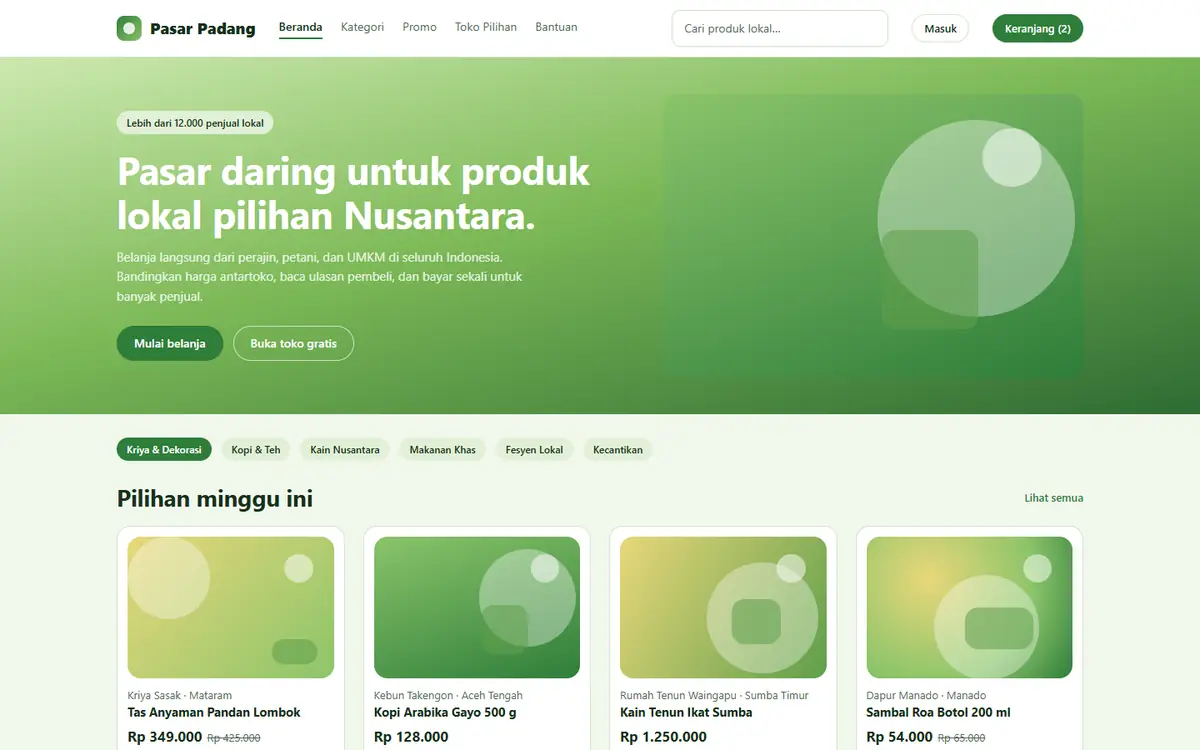 Pasar Padang
Beranda
Kategori
Promo
Toko Pilihan
Bantuan
Cari produk lokal...
Masuk
Keranjang (2)
Lebih dari 12.000 penjual lokal
Pasar daring untuk produk
lokal pilihan Nusantara.
Belanja langsung dari perajin, petani, dan UMKM di seluruh Indonesia.
Bandingkan harga antartoko, baca ulasan pembeli, dan bayar sekali untuk
banyak penjual.
Mulai belanja
Buka toko gratis
Kriya & Dekorasi
Kopi & Teh
Kain Nusantara
Makanan Khas
Fesyen Lokal
Kecantikan
Pilihan minggu ini
Lihat semua
Kriya Sasak · Mataram
Tas Anyaman Pandan Lombok
Rp 349.000 Rp 425.000
Kebun Takengon · Aceh Tengah
Kopi Arabika Gayo 500 g
Rp 128.000
Rumah Tenun Waingapu · Sumba Timur
Kain Tenun Ikat Sumba
Rp 1.250.000
Dapur Manado · Manado
Sambal Roa Botol 200 ml
Rp 54.000 Rp 65.000